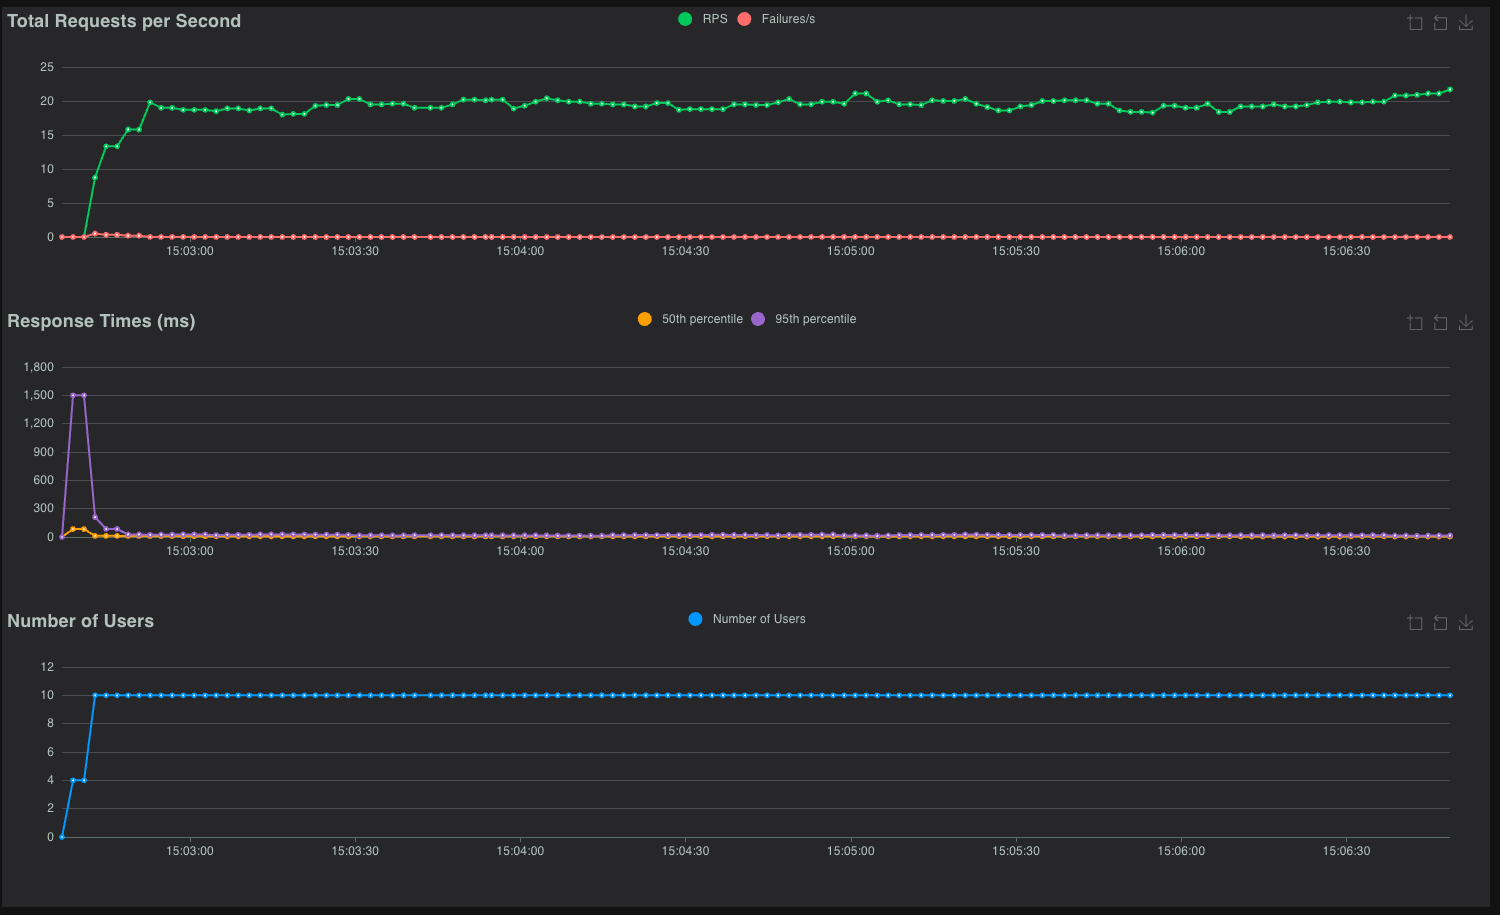 Total Requests per Second
RPS Failures/s
25
20
15
10
5
0
15:03:00 15:03:30 15:04:00 15:04:30 15:05:00 15:05:30 15:06:00 15:06:30
Response Times (ms)
50th percentile 95th percentile
1,800
1,500
1,200
900
600
300
0
15:03:00 15:03:30 15:04:00 15:04:30 15:05:00 15:05:30 15:06:00 15:06:30
Number of Users
Number of Users
12
10
8
6
4
2
0
15:03:00 15:03:30 15:04:00 15:04:30 15:05:00 15:05:30 15:06:00 15:06:30